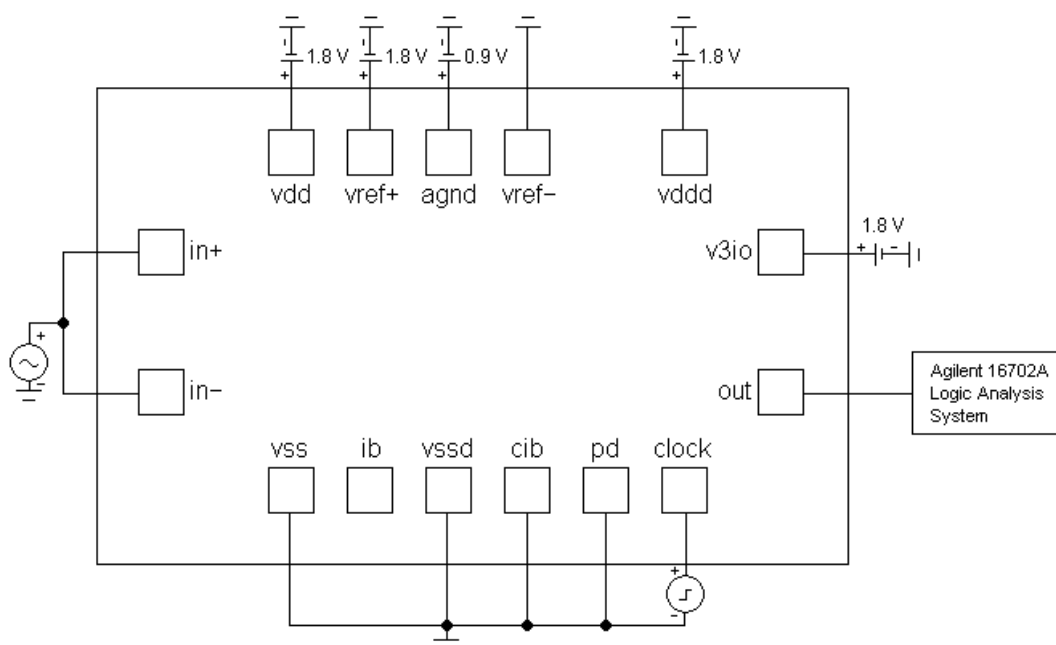 1.8 V 1.8 V 0.9 V 1.8 V
vdd vref+ agnd vref− vddd
1.8 V
in+ v3io
in− out
Agilent 16702A
Logic Analysis
System
vss ib vssd cib pd clock